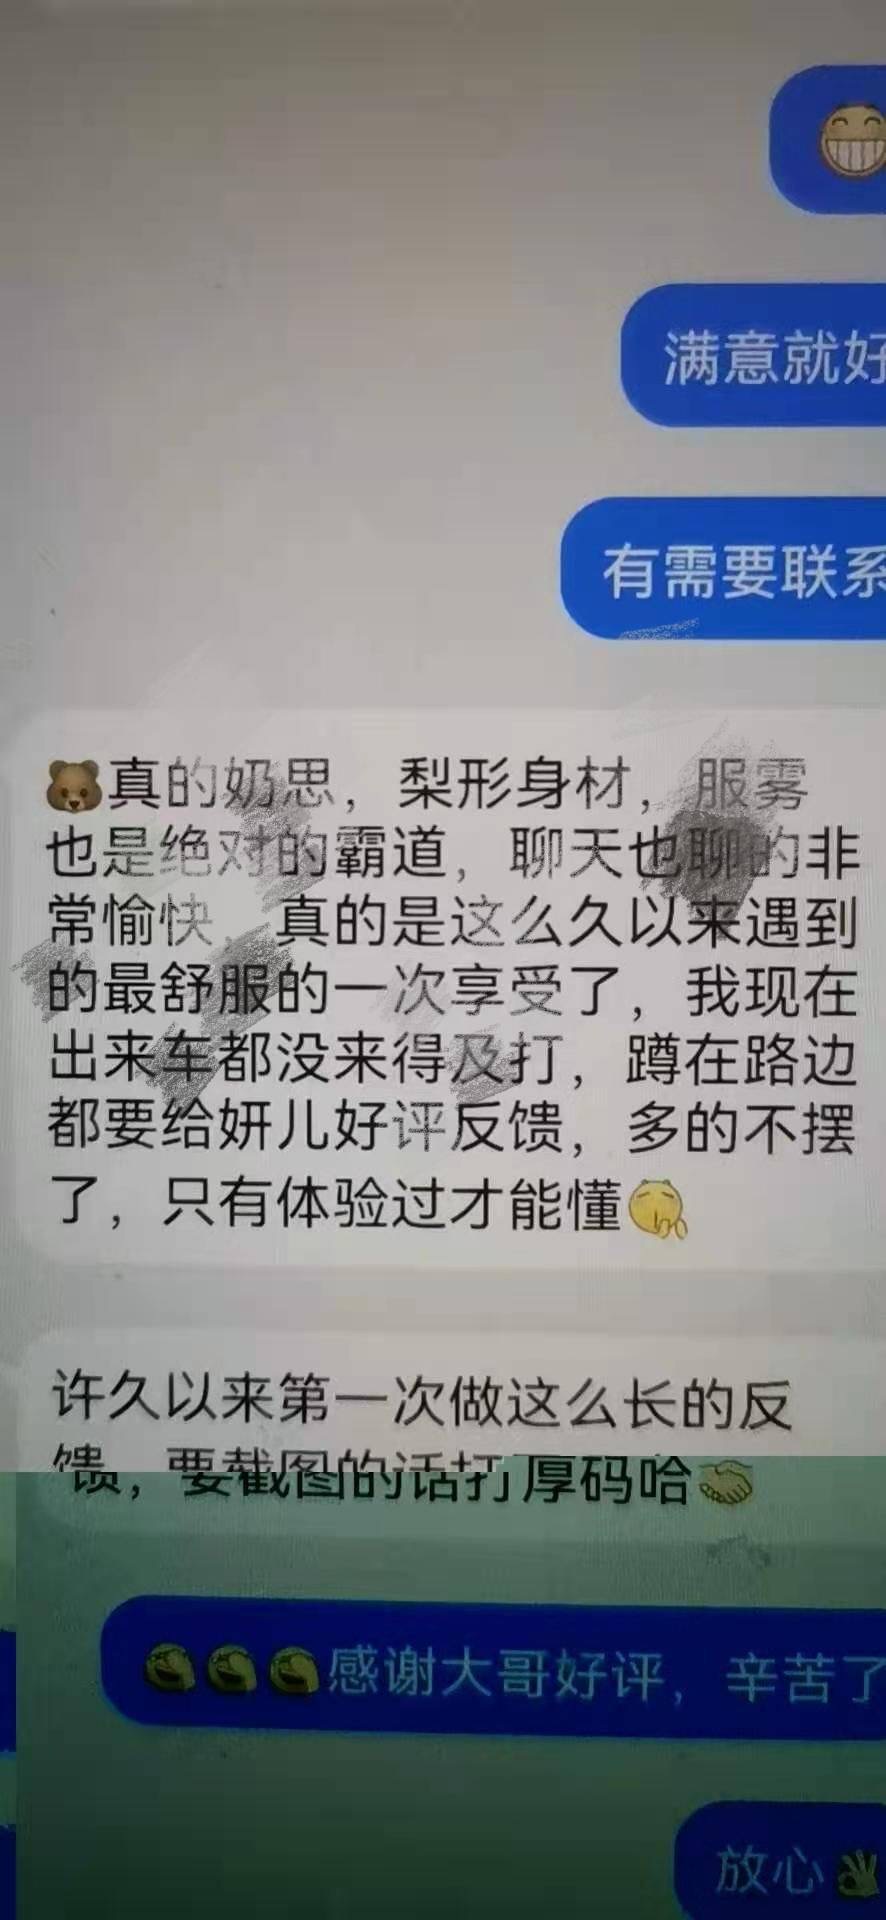 满意就好
有需要联系
真的奶思，梨形身材，服雾
也是绝对的霸道，聊天也聊的非
常愉快，真的是这么久以来遇到
的最舒服的一次享受了，我现在
出来车都没来得及打，蹲在路边
都要给妍儿好评反馈，多的不摆
了，只有体验过才能懂
许久以来第一次做这么长的反
馈，要截图的话打厚码哈
感谢大哥好评，辛苦了
放心